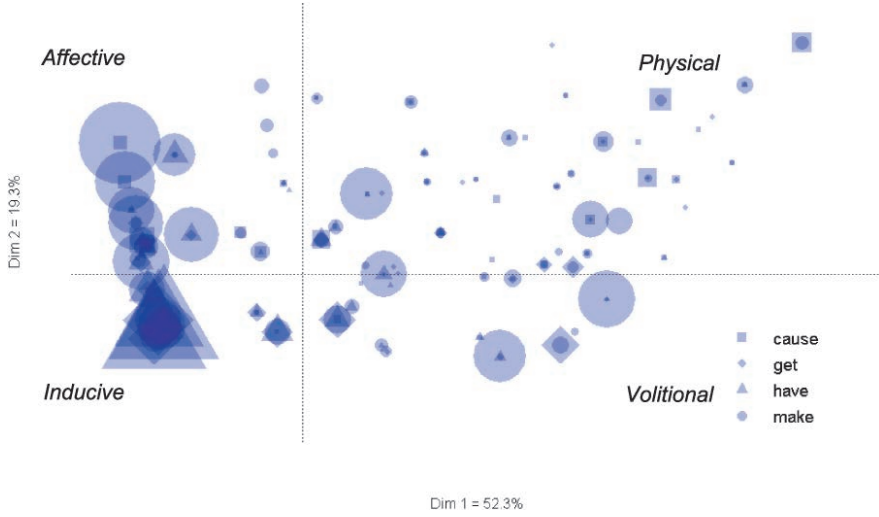 Affective
Physical
Dim 2 = 19.3%
cause
get
have
make
Inducive
Volitional
Dim 1 = 52.3%